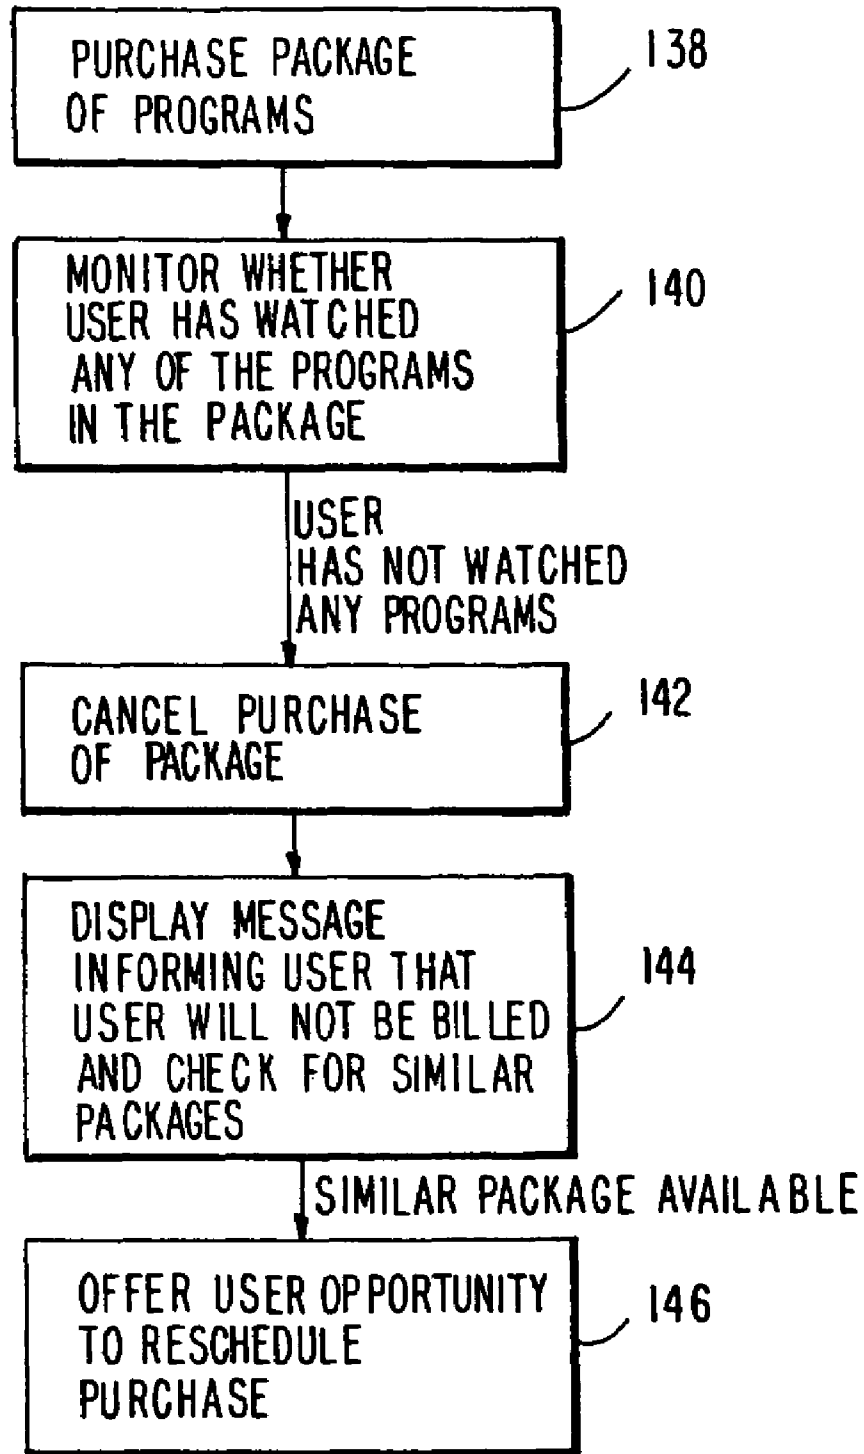 PURCHASE PACKAGE
OF PROGRAMS
138
MONITOR WHETHER
USER HAS WATCHED
ANY OF THE PROGRAMS
IN THE PACKAGE
140
USER
HAS NOT WATCHED
ANY PROGRAMS
CANCEL PURCHASE
OF PACKAGE
142
DISPLAY MESSAGE
INFORMING USER THAT
USER WILL NOT BE BILLED
AND CHECK FOR SIMILAR
PACKAGES
144
SIMILAR PACKAGE AVAILABLE
OFFER USER OPPORTUNITY
TO RESCHEDULE
PURCHASE
146